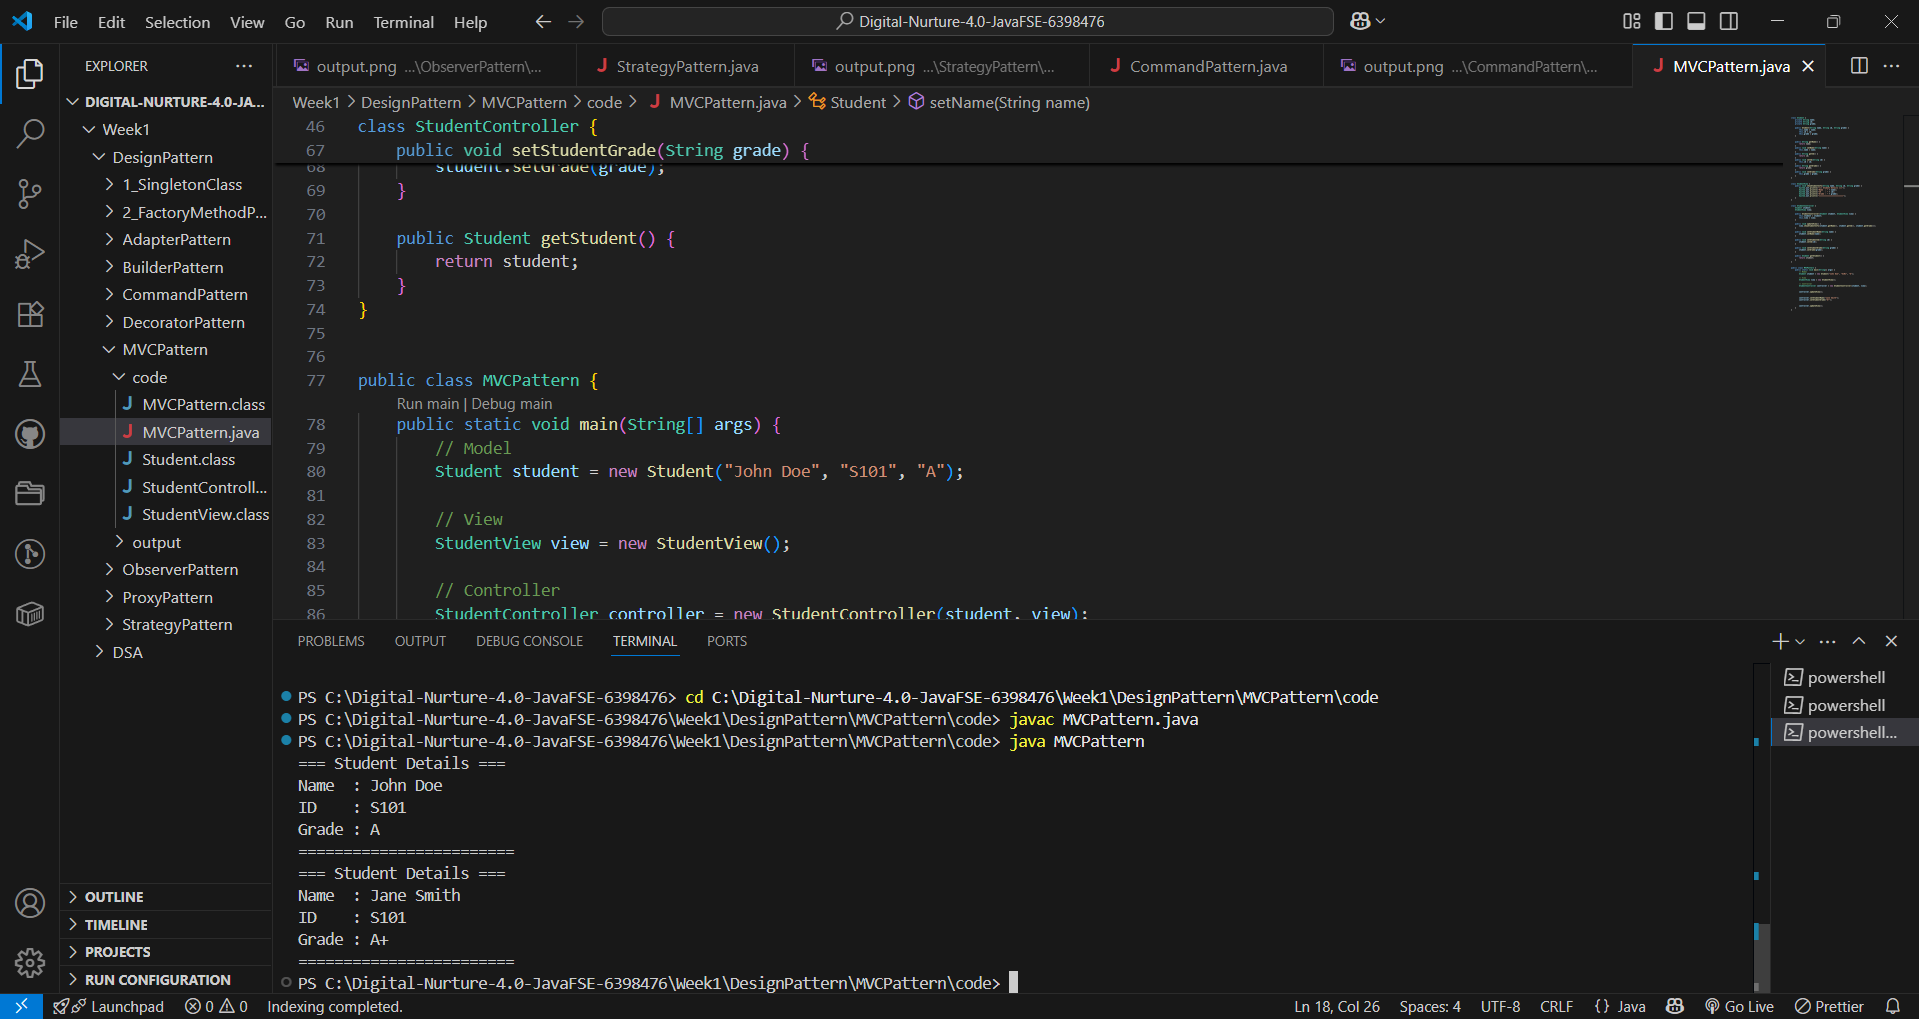 File Edit Selection View Go Run Terminal Help
Digital-Nurture-4.0-JavaFSE-6398476
EXPLORER
DIGITAL-NURTURE-4.0-JA...
Week1
DesignPattern
1_SingletonClass
2_FactoryMethodP...
AdapterPattern
BuilderPattern
CommandPattern
DecoratorPattern
MVCPattern
code
J MVCPattern.class
J MVCPattern.java
J Student.class
J StudentControll...
J StudentView.class
output
ObserverPattern
ProxyPattern
StrategyPattern
DSA
OUTLINE
TIMELINE
PROJECTS
RUN CONFIGURATION
output.png ...\ObserverPattern\...
J StrategyPattern.java
output.png ...\StrategyPattern\...
J CommandPattern.java
output.png ...\CommandPattern\...
J MVCPattern.java
Week1 > DesignPattern > MVCPattern > code > J MVCPattern.java > Student > setName(String name)
46 class StudentController {
67 public void setStudentGrade(String grade) {
68 student.setGrade(grade);
69 }
70
71 public Student getStudent() {
72 return student;
73 }
74 }
75
76
77 public class MVCPattern {
Run main | Debug main
78 public static void main(String[] args) {
79 // Model
80 Student student = new Student("John Doe", "S101", "A");
81
82 // View
83 StudentView view = new StudentView();
84
85 // Controller
86 StudentController controller = new StudentController(student, view);
PROBLEMS OUTPUT DEBUG CONSOLE TERMINAL PORTS
PS C:\Digital-Nurture-4.0-JavaFSE-6398476> cd C:\Digital-Nurture-4.0-JavaFSE-6398476\Week1\DesignPattern\MVCPattern\code
PS C:\Digital-Nurture-4.0-JavaFSE-6398476\Week1\DesignPattern\MVCPattern\code> javac MVCPattern.java
PS C:\Digital-Nurture-4.0-JavaFSE-6398476\Week1\DesignPattern\MVCPattern\code> java MVCPattern
=== Student Details ===
Name  : John Doe
ID    : S101
Grade : A
========================
=== Student Details ===
Name  : Jane Smith
ID    : S101
Grade : A+
========================
PS C:\Digital-Nurture-4.0-JavaFSE-6398476\Week1\DesignPattern\MVCPattern\code>
powershell
powershell
powershell...
Launchpad 0 0 Indexing completed.
Ln 18, Col 26 Spaces: 4 UTF-8 CRLF {} Java Go Live Prettier